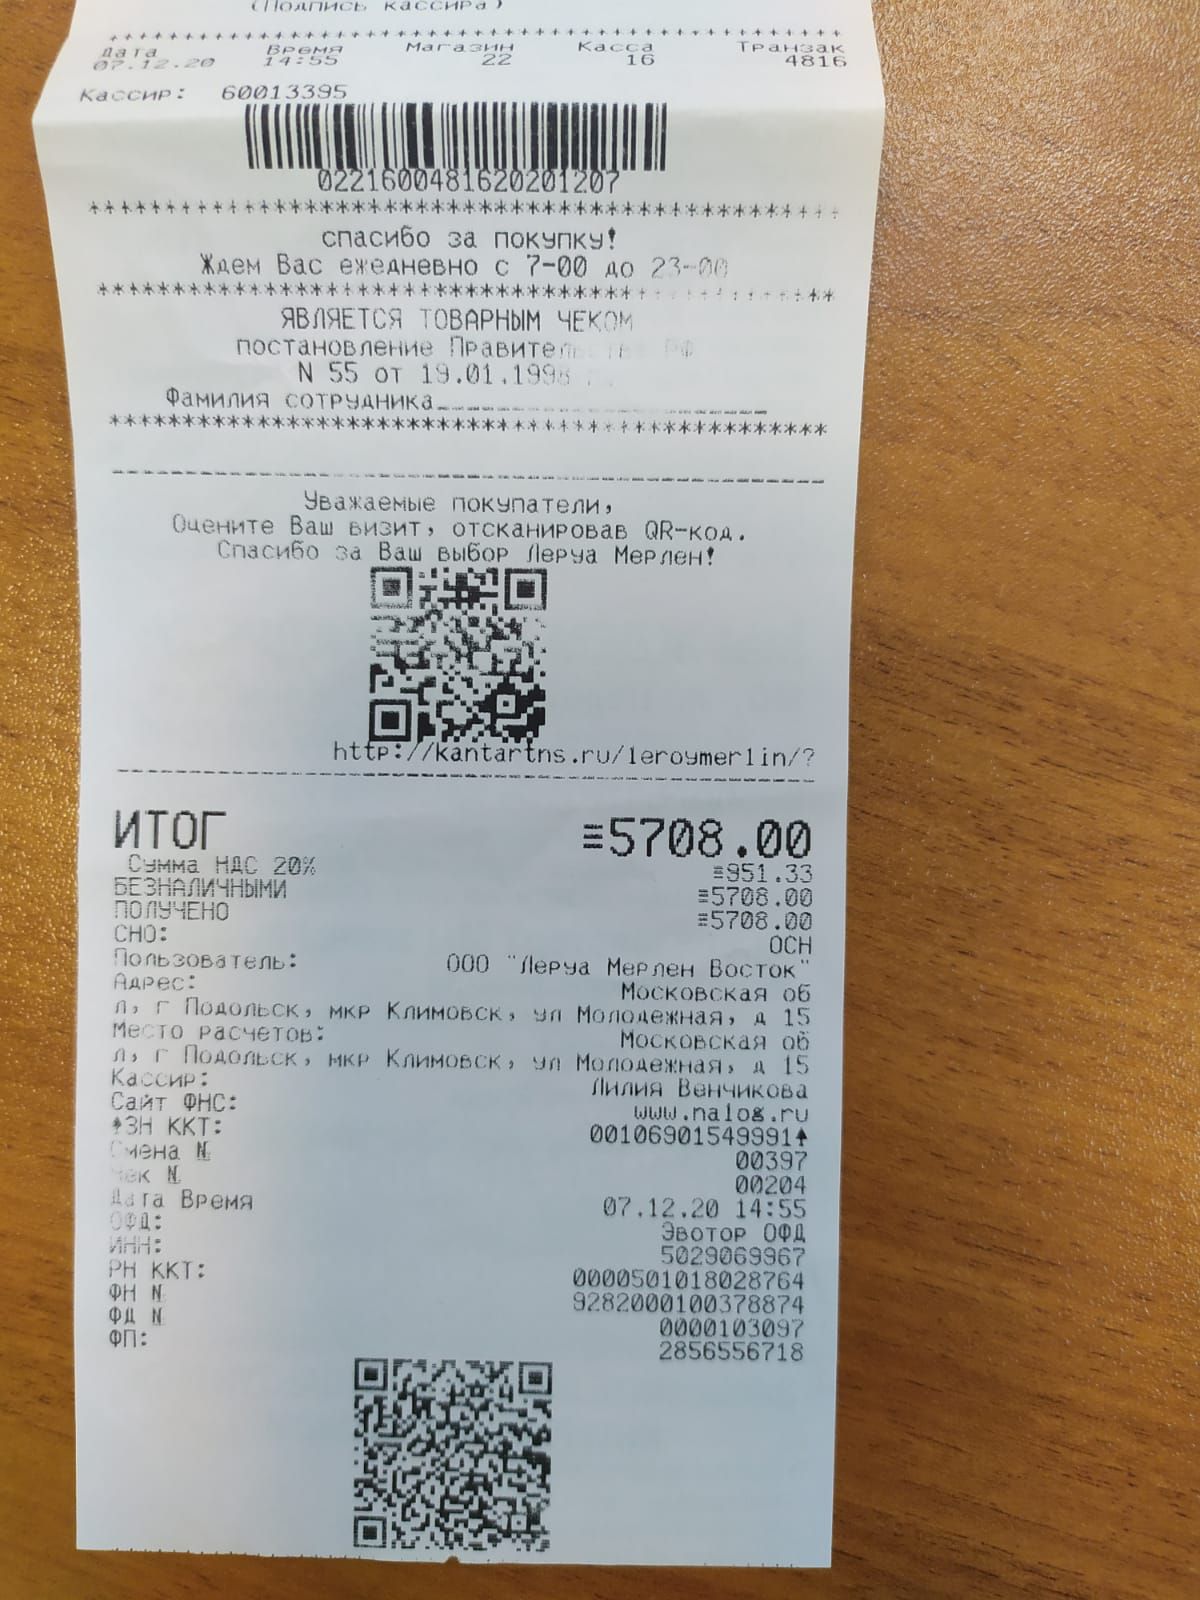 (Подпись кассира)
Дата Время Магазин Касса Транзак
07.12.20 14:55 22 16 4816
Кассир: 60013395
0221600481620201207
спасибо за покупку!
Ждем Вас ежедневно с 7-00 до 23-00
ЯВЛЯЕТСЯ ТОВАРНЫМ ЧЕКОМ
постановление Правительства РФ
N 55 от 19.01.1998
Фамилия сотрудника
Уважаемые покупатели,
Оцените Ваш визит, отсканировав QR-код.
Спасибо за Ваш выбор Леруа Мерлен!
http://kantartns.ru/leroymerlin/?
ИТОГ ≡5708.00
Сумма НДС 20% ≡951.33
БЕЗНАЛИЧНЫМИ ≡5708.00
ПОЛУЧЕНО ≡5708.00
СНО: ОСН
Пользователь: ООО "Леруа Мерлен Восток"
Адрес: Московская об
л, г Подольск, мкр Климовск, ул Молодежная, д 15
Место расчетов: Московская об
л, г Подольск, мкр Климовск, ул Молодежная, д 15
Кассир: Лилия Венчикова
Сайт ФНС: www.nalog.ru
ЗН ККТ: 00106901549991
Смена № 00397
Чек № 00204
Дата Время 07.12.20 14:55
ОФД: Эвотор ОФД
ИНН: 5029069967
РН ККТ: 0000501018028764
ФН № 9282000100378874
ФД № 0000103097
ФП: 2856556718